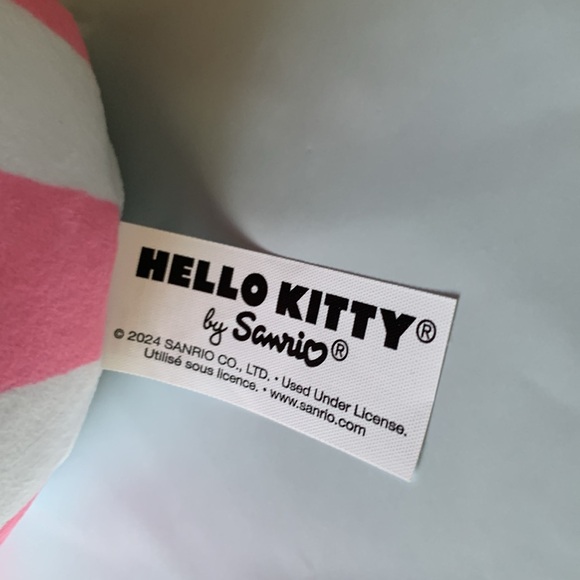 HELLO KITTY®
by Sanrio®
© 2024 SANRIO CO., LTD. • Used Under License.
Utilisé sous licence. • www.sanrio.com